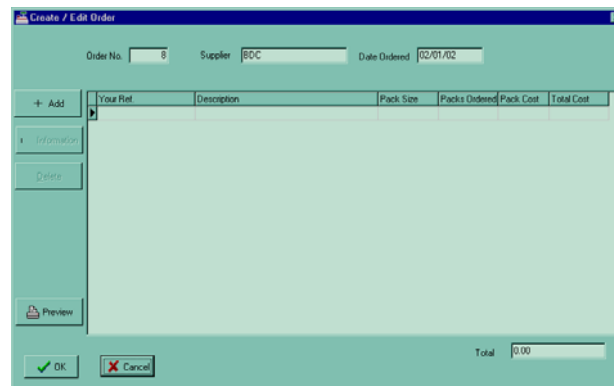 Create / Edit Order
Order No. 8 Supplier BDC Date Ordered 02/01/02
+ Add
Your Ref. Description Pack Size Packs Ordered Pack Cost Total Cost
Information
Delete
Preview
Total 0.00
OK Cancel